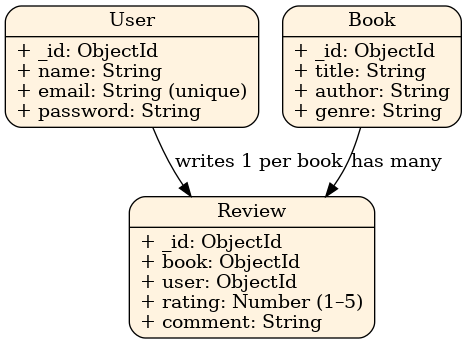 User
+ _id: ObjectId
+ name: String
+ email: String (unique)
+ password: String
Book
+ _id: ObjectId
+ title: String
+ author: String
+ genre: String
writes 1 per book
has many
Review
+ _id: ObjectId
+ book: ObjectId
+ user: ObjectId
+ rating: Number (1–5)
+ comment: String